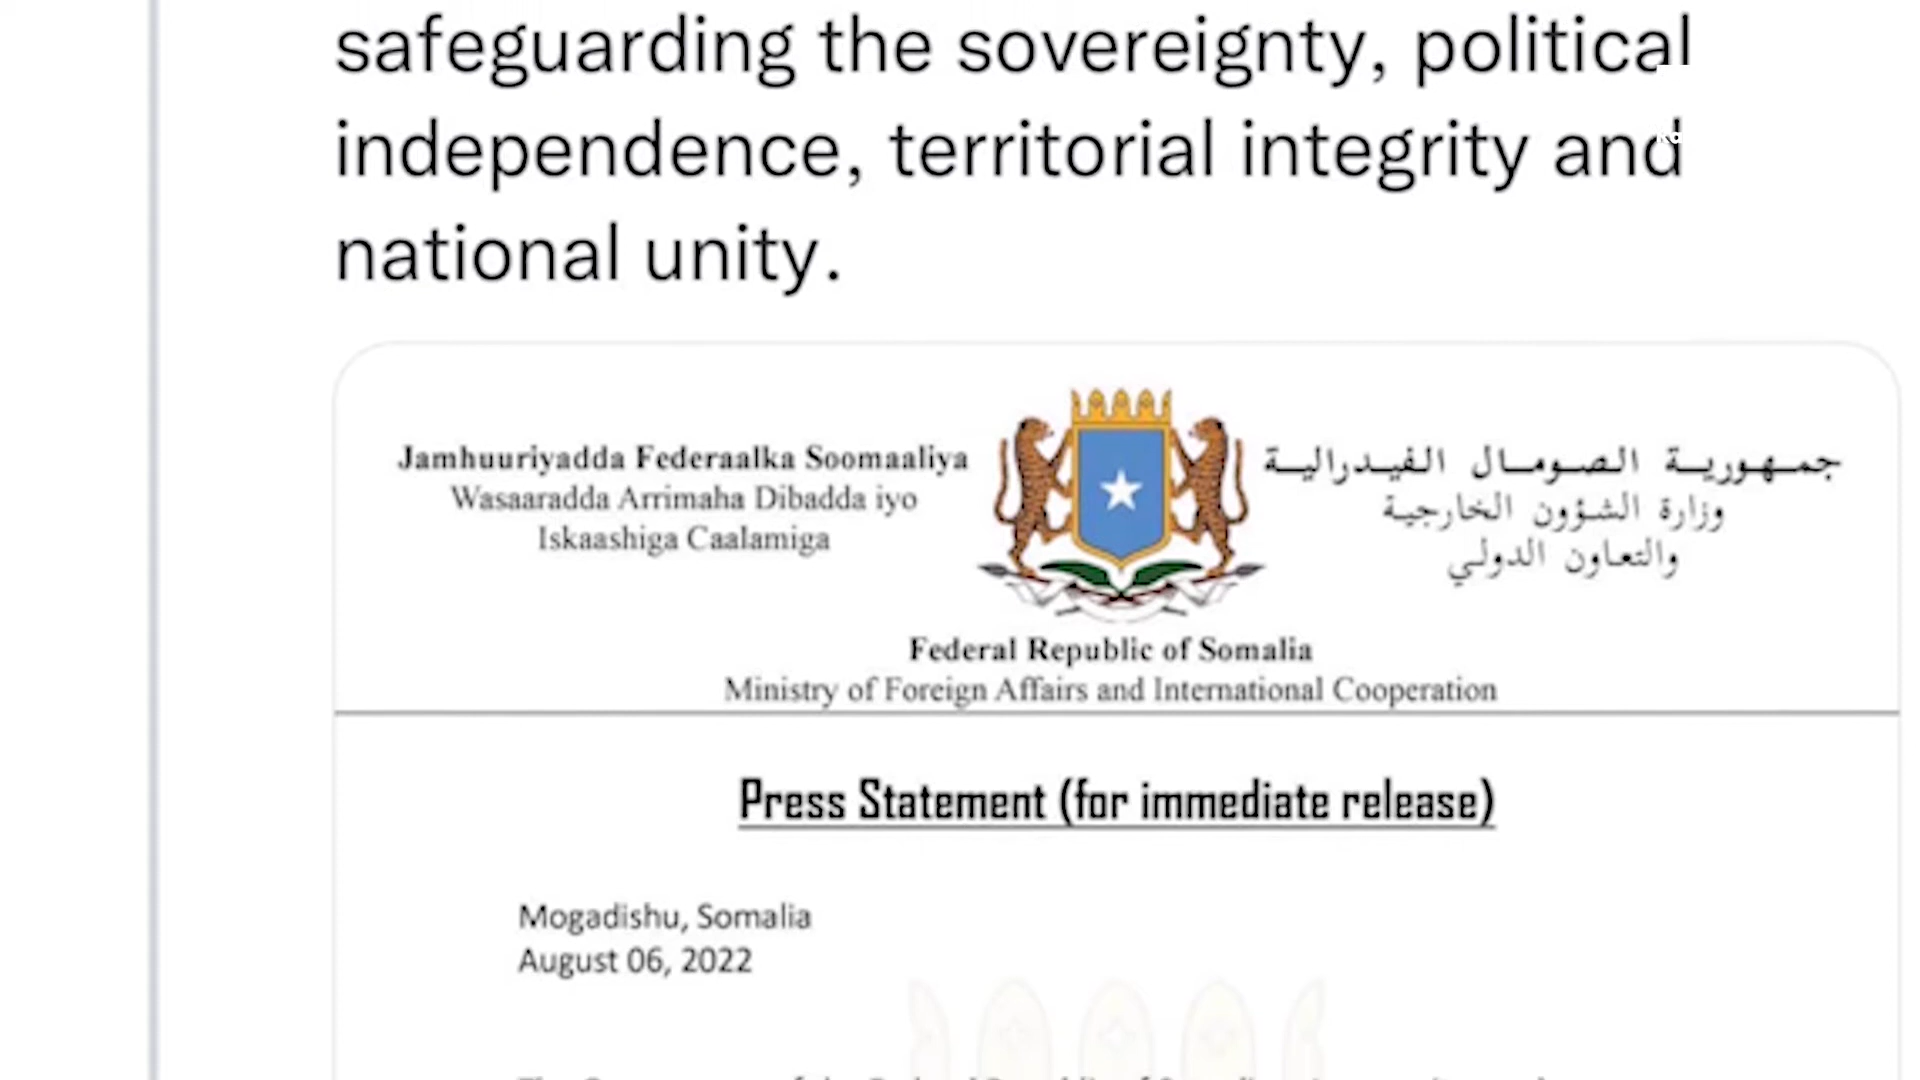 safeguarding the sovereignty, political
independence, territorial integrity and
national unity.
Jamhuuriyadda Federaalka Soomaaliya
Wasaaradda Arrimaha Dibadda iyo
Iskaashiga Caalamiga
جمهورية الصومال الفيدرالية
وزارة الشؤون الخارجية
والتعاون الدولي
Federal Republic of Somalia
Ministry of Foreign Affairs and International Cooperation
Press Statement (for immediate release)
Mogadishu, Somalia
August 06, 2022